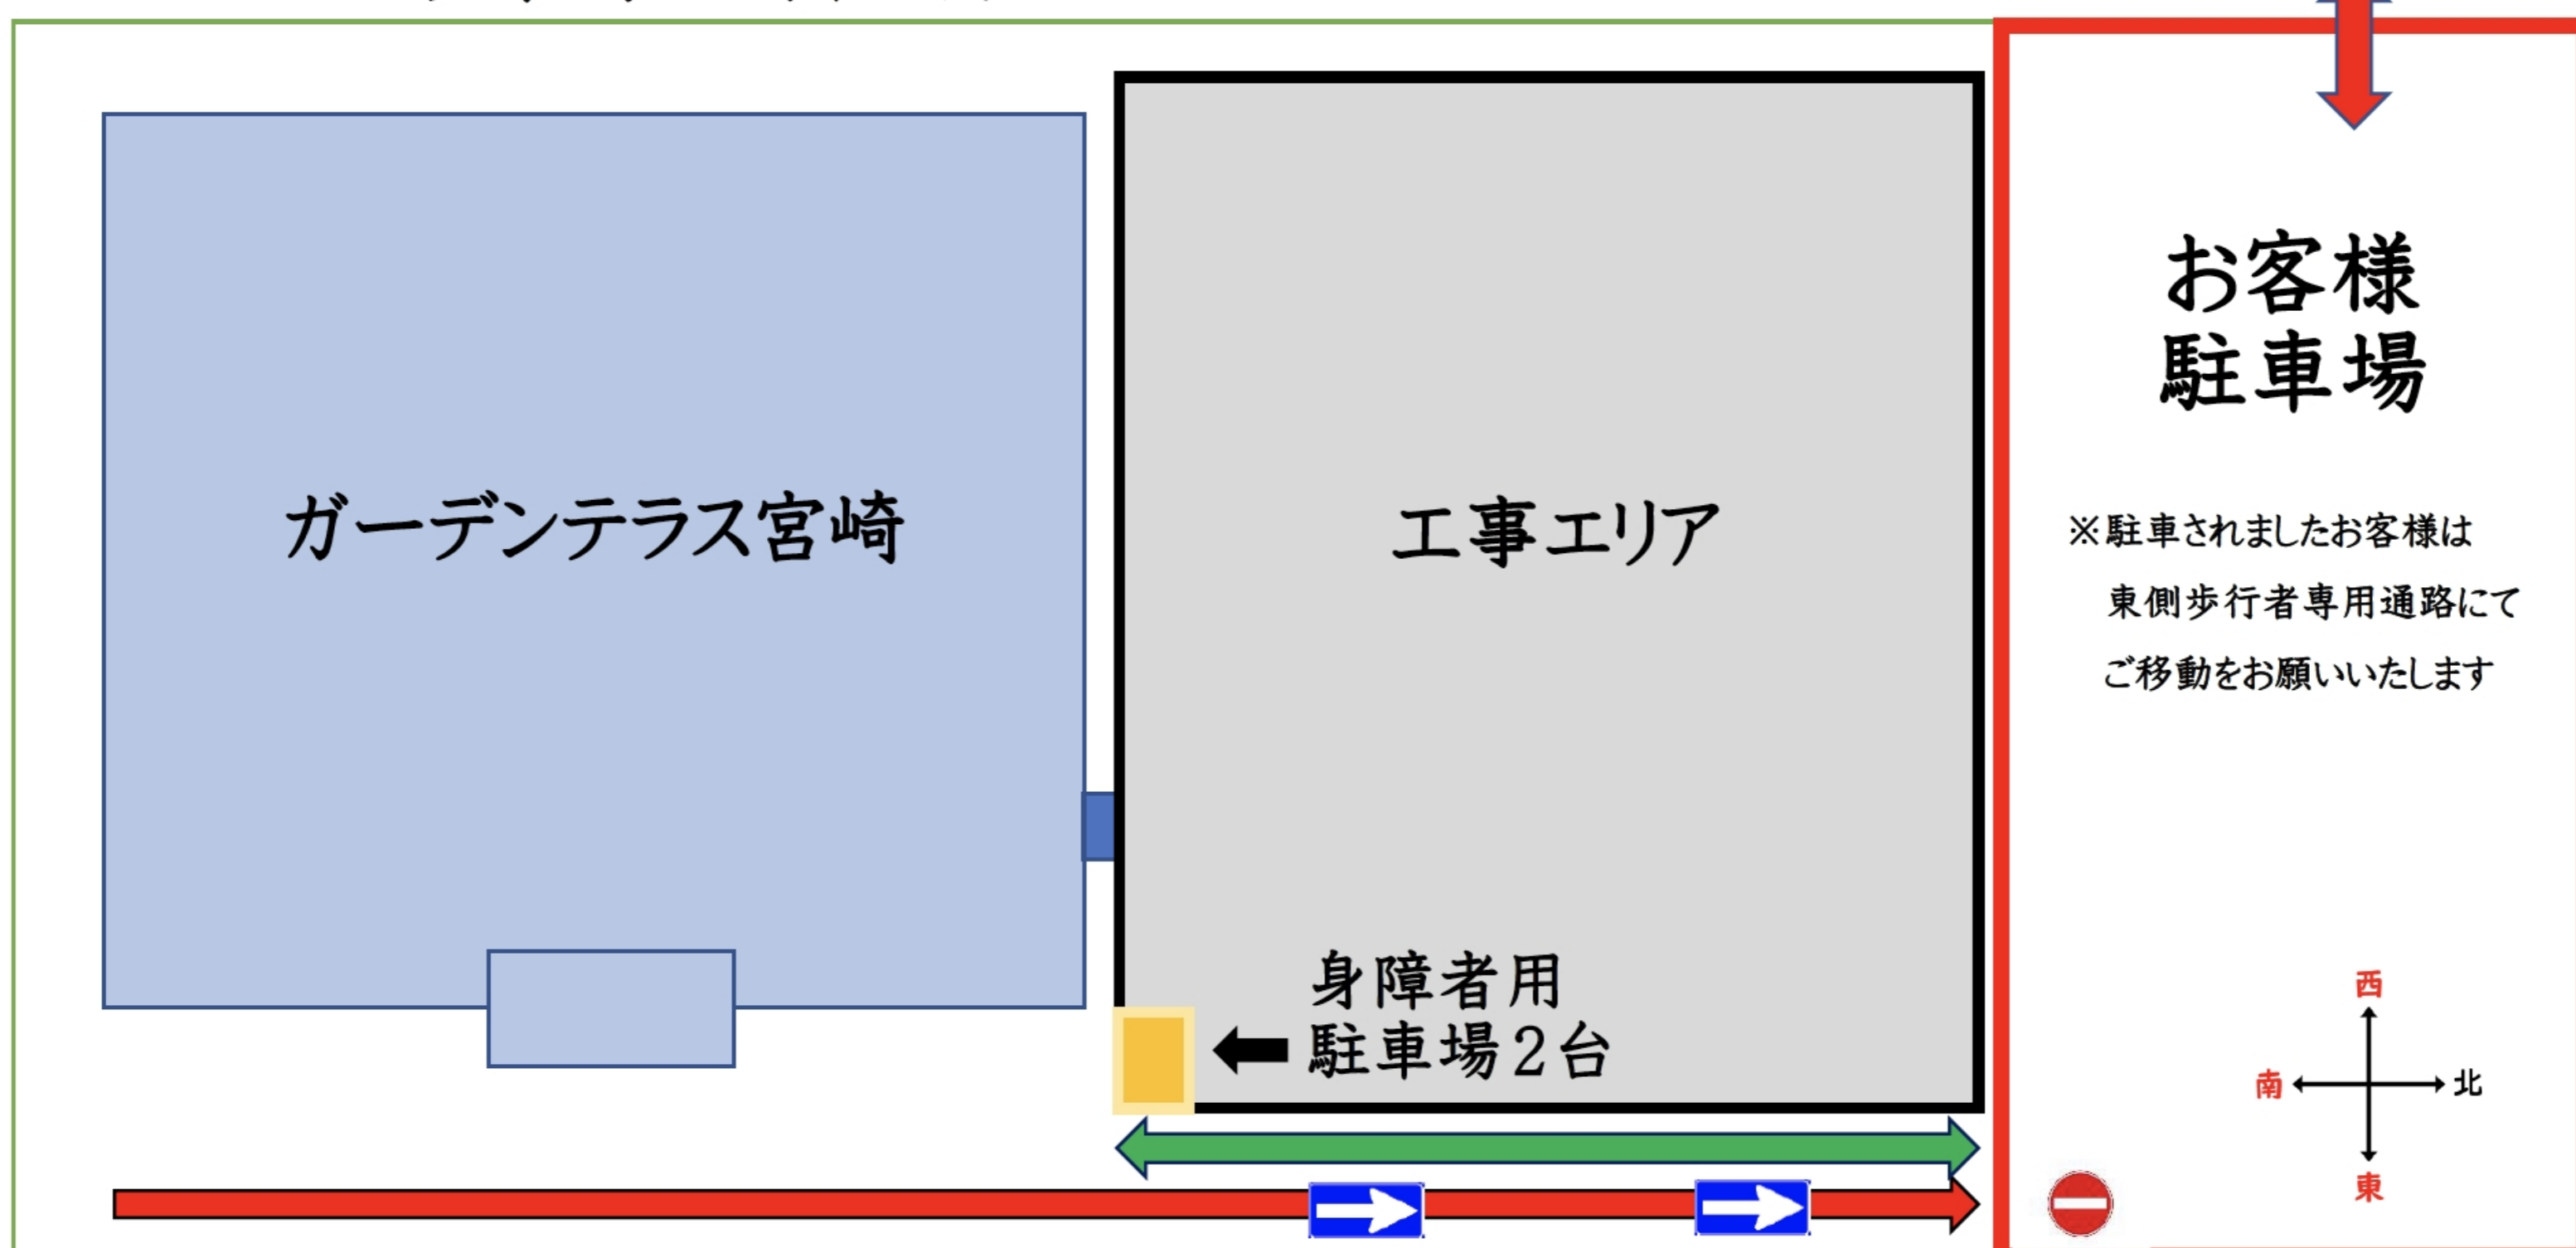 お客様
駐車場
ガーデンテラス宮崎
工事エリア
※駐車されましたお客様は
東側歩行者専用通路にて
ご移動をお願いいたします
身障者用
駐車場2台
西
南
北
東